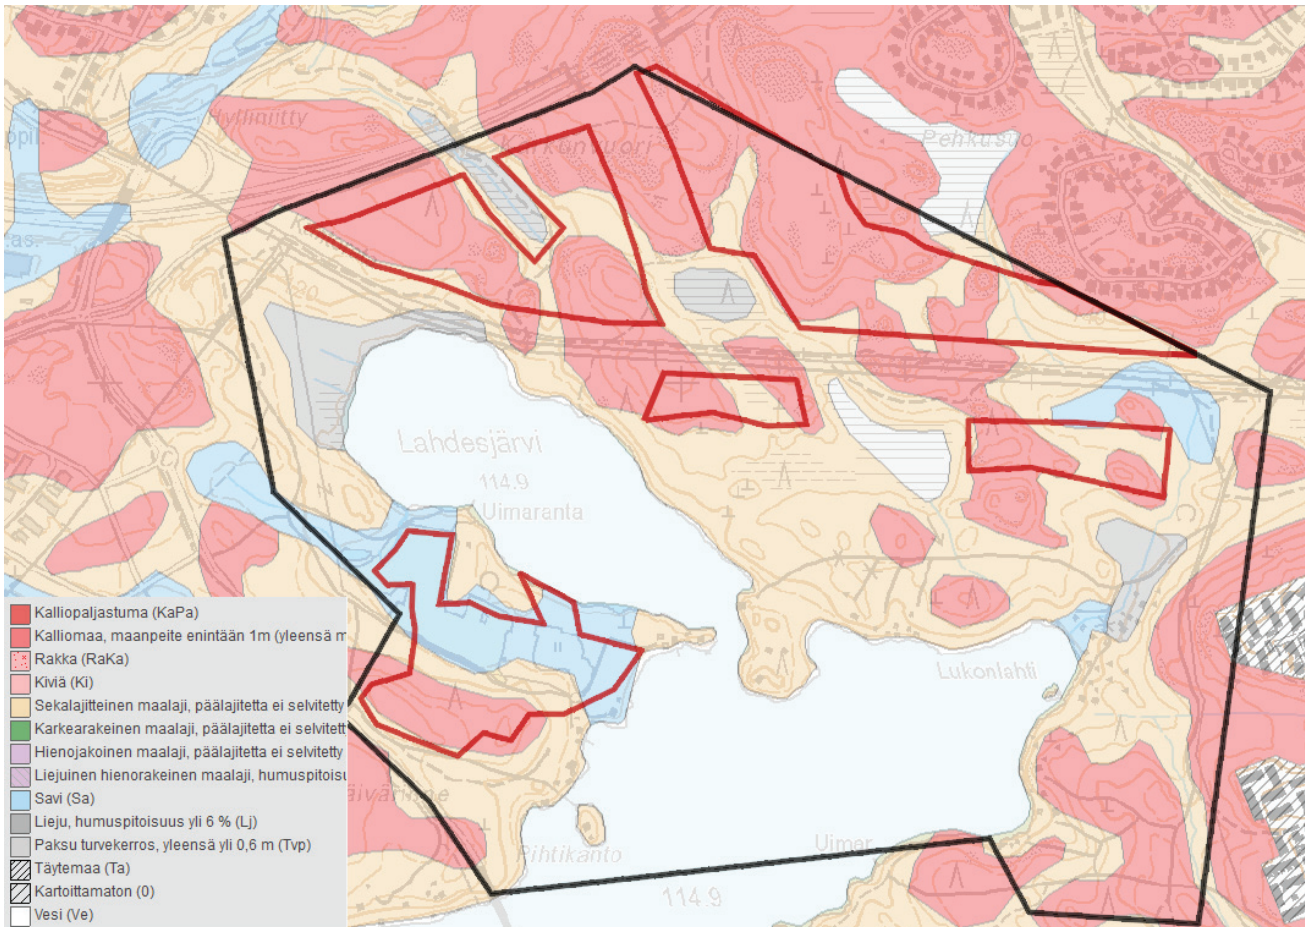 Hylliniitty
Pehkusuo
Lahdesjärvi
114.9
Uimaranta
Lukonlahti
Uimar
Pihtikanto
114.9
Kalliopaljastuma (KaPa)
Kalliomaa, maanpeite enintään 1m (yleensä m
Rakka (RaKa)
Kiviä (Ki)
Sekalajitteinen maalaji, päälajitetta ei selvitetty
Karkearakeinen maalaji, päälajitetta ei selvitett
Hienojakoinen maalaji, päälajitetta ei selvitetty
Liejuinen hienorakeinen maalaji, humuspitoisu
Savi (Sa)
Lieju, humuspitoisuus yli 6 % (Lj)
Paksu turvekerros, yleensä yli 0,6 m (Tvp)
Täytemaa (Ta)
Kartoittamaton (0)
Vesi (Ve)